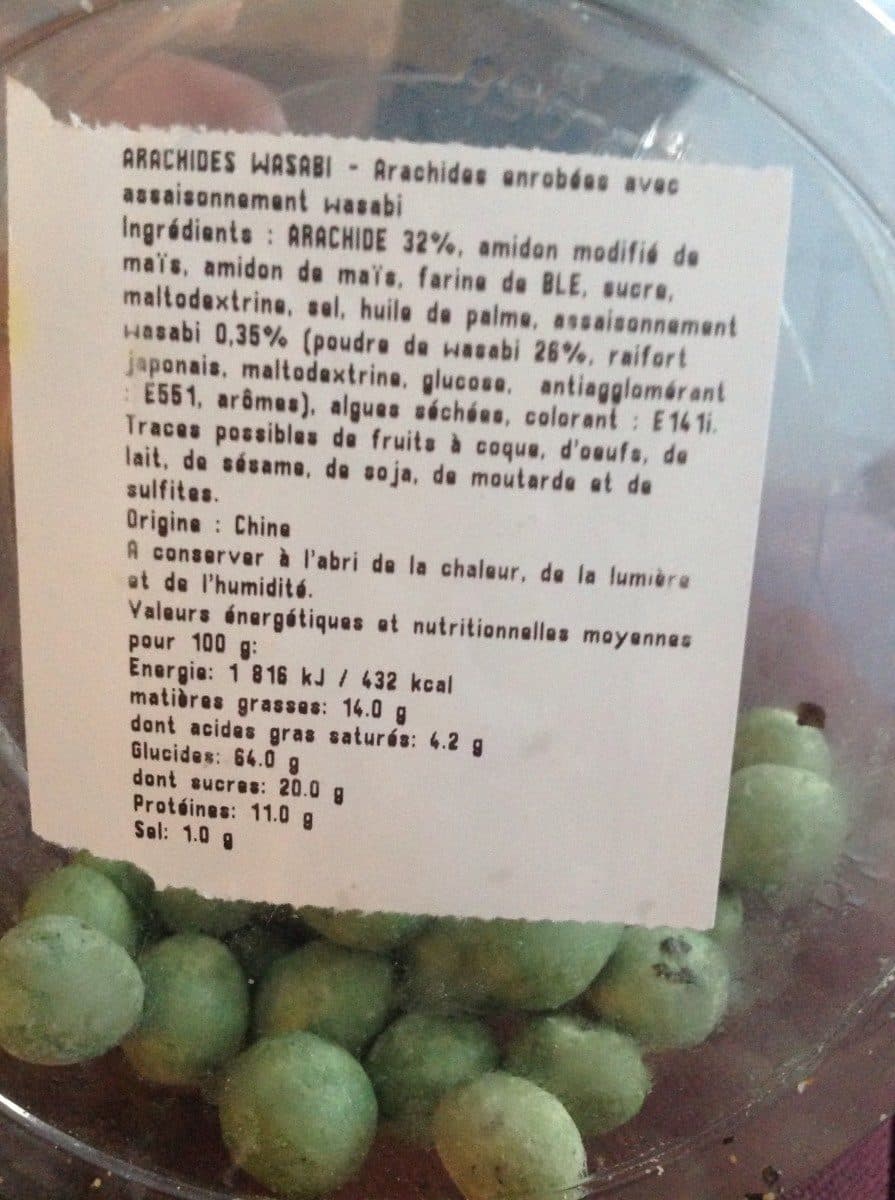 ARACHIDES WASABI - Arachides enrobées avec
assaisonnement wasabi
Ingrédients : ARACHIDE 32%, amidon modifié de
maïs, amidon de maïs, farine de BLE, sucre,
maltodextrine, sel, huile de palme, assaisonnement
wasabi 0,35% (poudre de wasabi 26%, raifort
japonais, maltodextrine, glucose, antiagglomérant
: E551, arômes), algues séchées, colorant : E141i.
Traces possibles de fruits à coque, d'oeufs, de
lait, de sésame, de soja, de moutarde et de
sulfites.
Origine : Chine
A conserver à l'abri de la chaleur, de la lumière
et de l'humidité.
Valeurs énergétiques et nutritionnelles moyennes
pour 100 g:
Energie: 1 816 kJ / 432 kcal
matières grasses: 14.0 g
dont acides gras saturés: 4.2 g
Glucides: 64.0 g
dont sucres: 20.0 g
Protéines: 11.0 g
Sel: 1.0 g